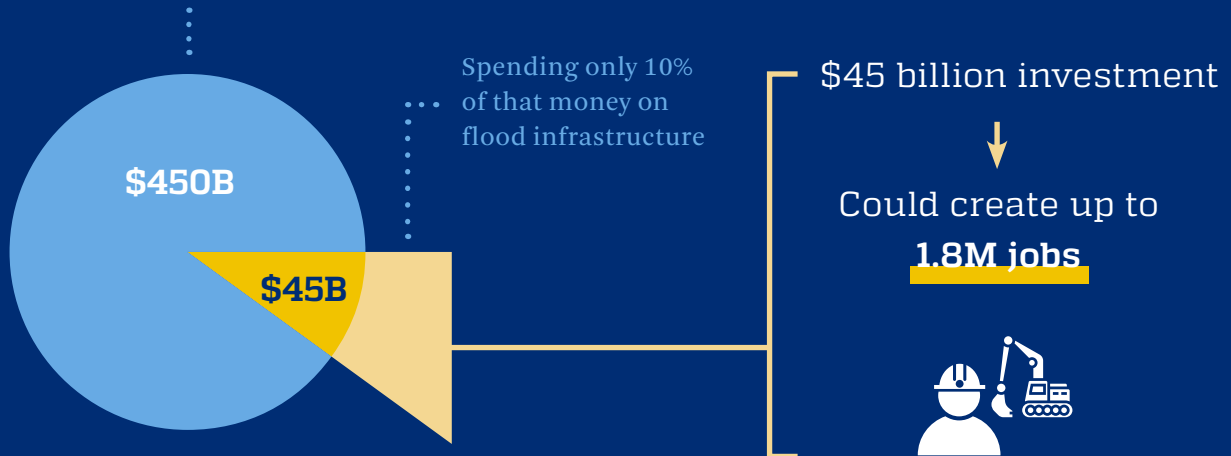 Spending only 10%
of that money on
flood infrastructure
$450B
$45B
$45 billion investment
Could create up to
1.8M jobs